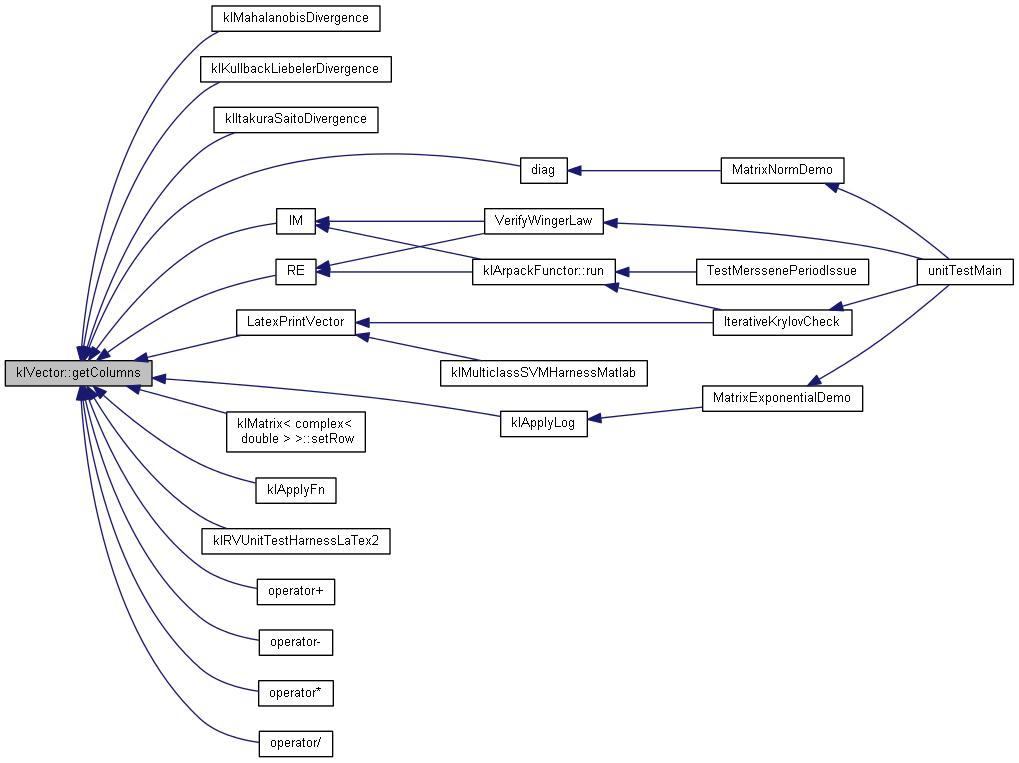 klMahalanobisDivergence
klKullbackLiebelerDivergence
klItakuraSaitoDivergence
diag
MatrixNormDemo
IM
VerifyWingerLaw
RE
klArpackFunctor::run
TestMerssenePeriodIssue
unitTestMain
LatexPrintVector
IterativeKrylovCheck
klVector::getColumns
klMulticlassSVMHarnessMatlab
MatrixExponentialDemo
klMatrix< complex<
double > >::setRow
klApplyLog
klApplyFn
klRVUnitTestHarnessLaTex2
operator+
operator-
operator*
operator/